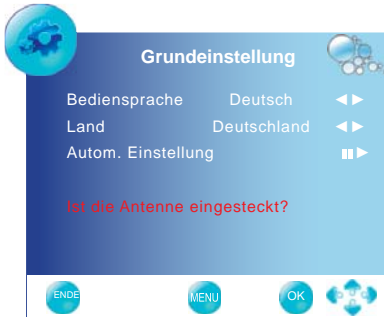 Grundeinstellung
Bediensprache Deutsch
Land Deutschland
Autom. Einstellung
Ist die Antenne eingesteckt?
ENDE MENU OK